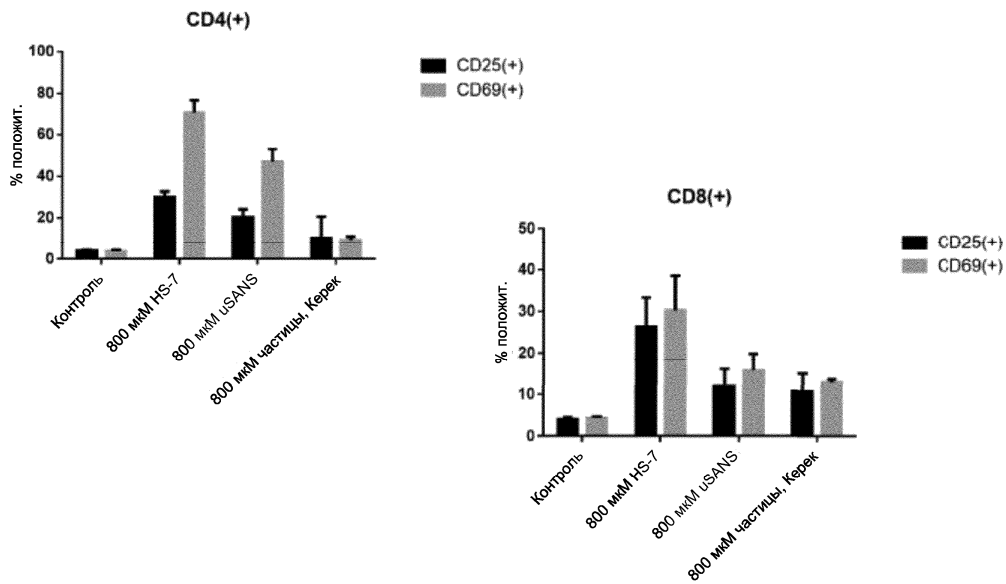 CD4(+)
100
80
60
40
20
0
% положит.
CD25(+)
CD69(+)
Контроль
800 мкМ HS-7
800 мкМ uSANS
800 мкМ частицы, Керек
CD8(+)
50
40
30
20
10
0
% положит.
CD25(+)
CD69(+)
Контроль
800 мкМ HS-7
800 мкМ uSANS
800 мкМ частицы, Керек